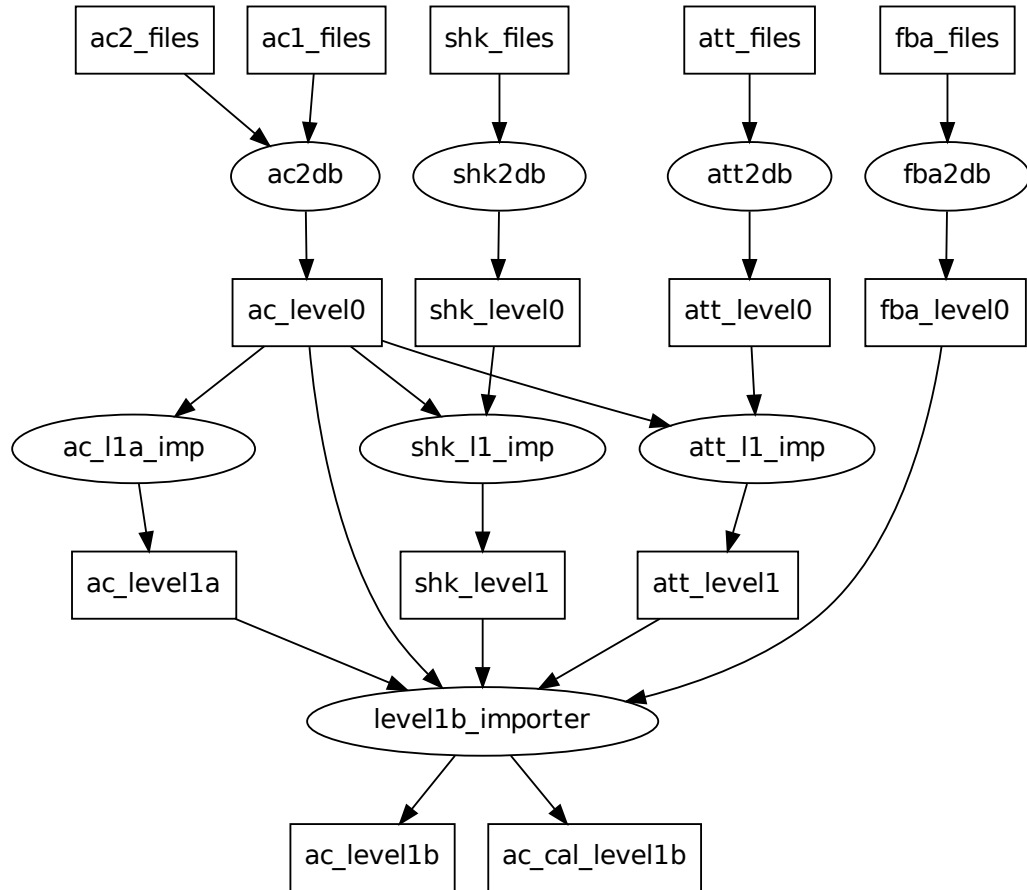 ac2_files
ac1_files
shk_files
att_files
fba_files
ac2db
shk2db
att2db
fba2db
ac_level0
shk_level0
att_level0
fba_level0
ac_l1a_imp
shk_l1_imp
att_l1_imp
ac_level1a
shk_level1
att_level1
level1b_importer
ac_level1b
ac_cal_level1b